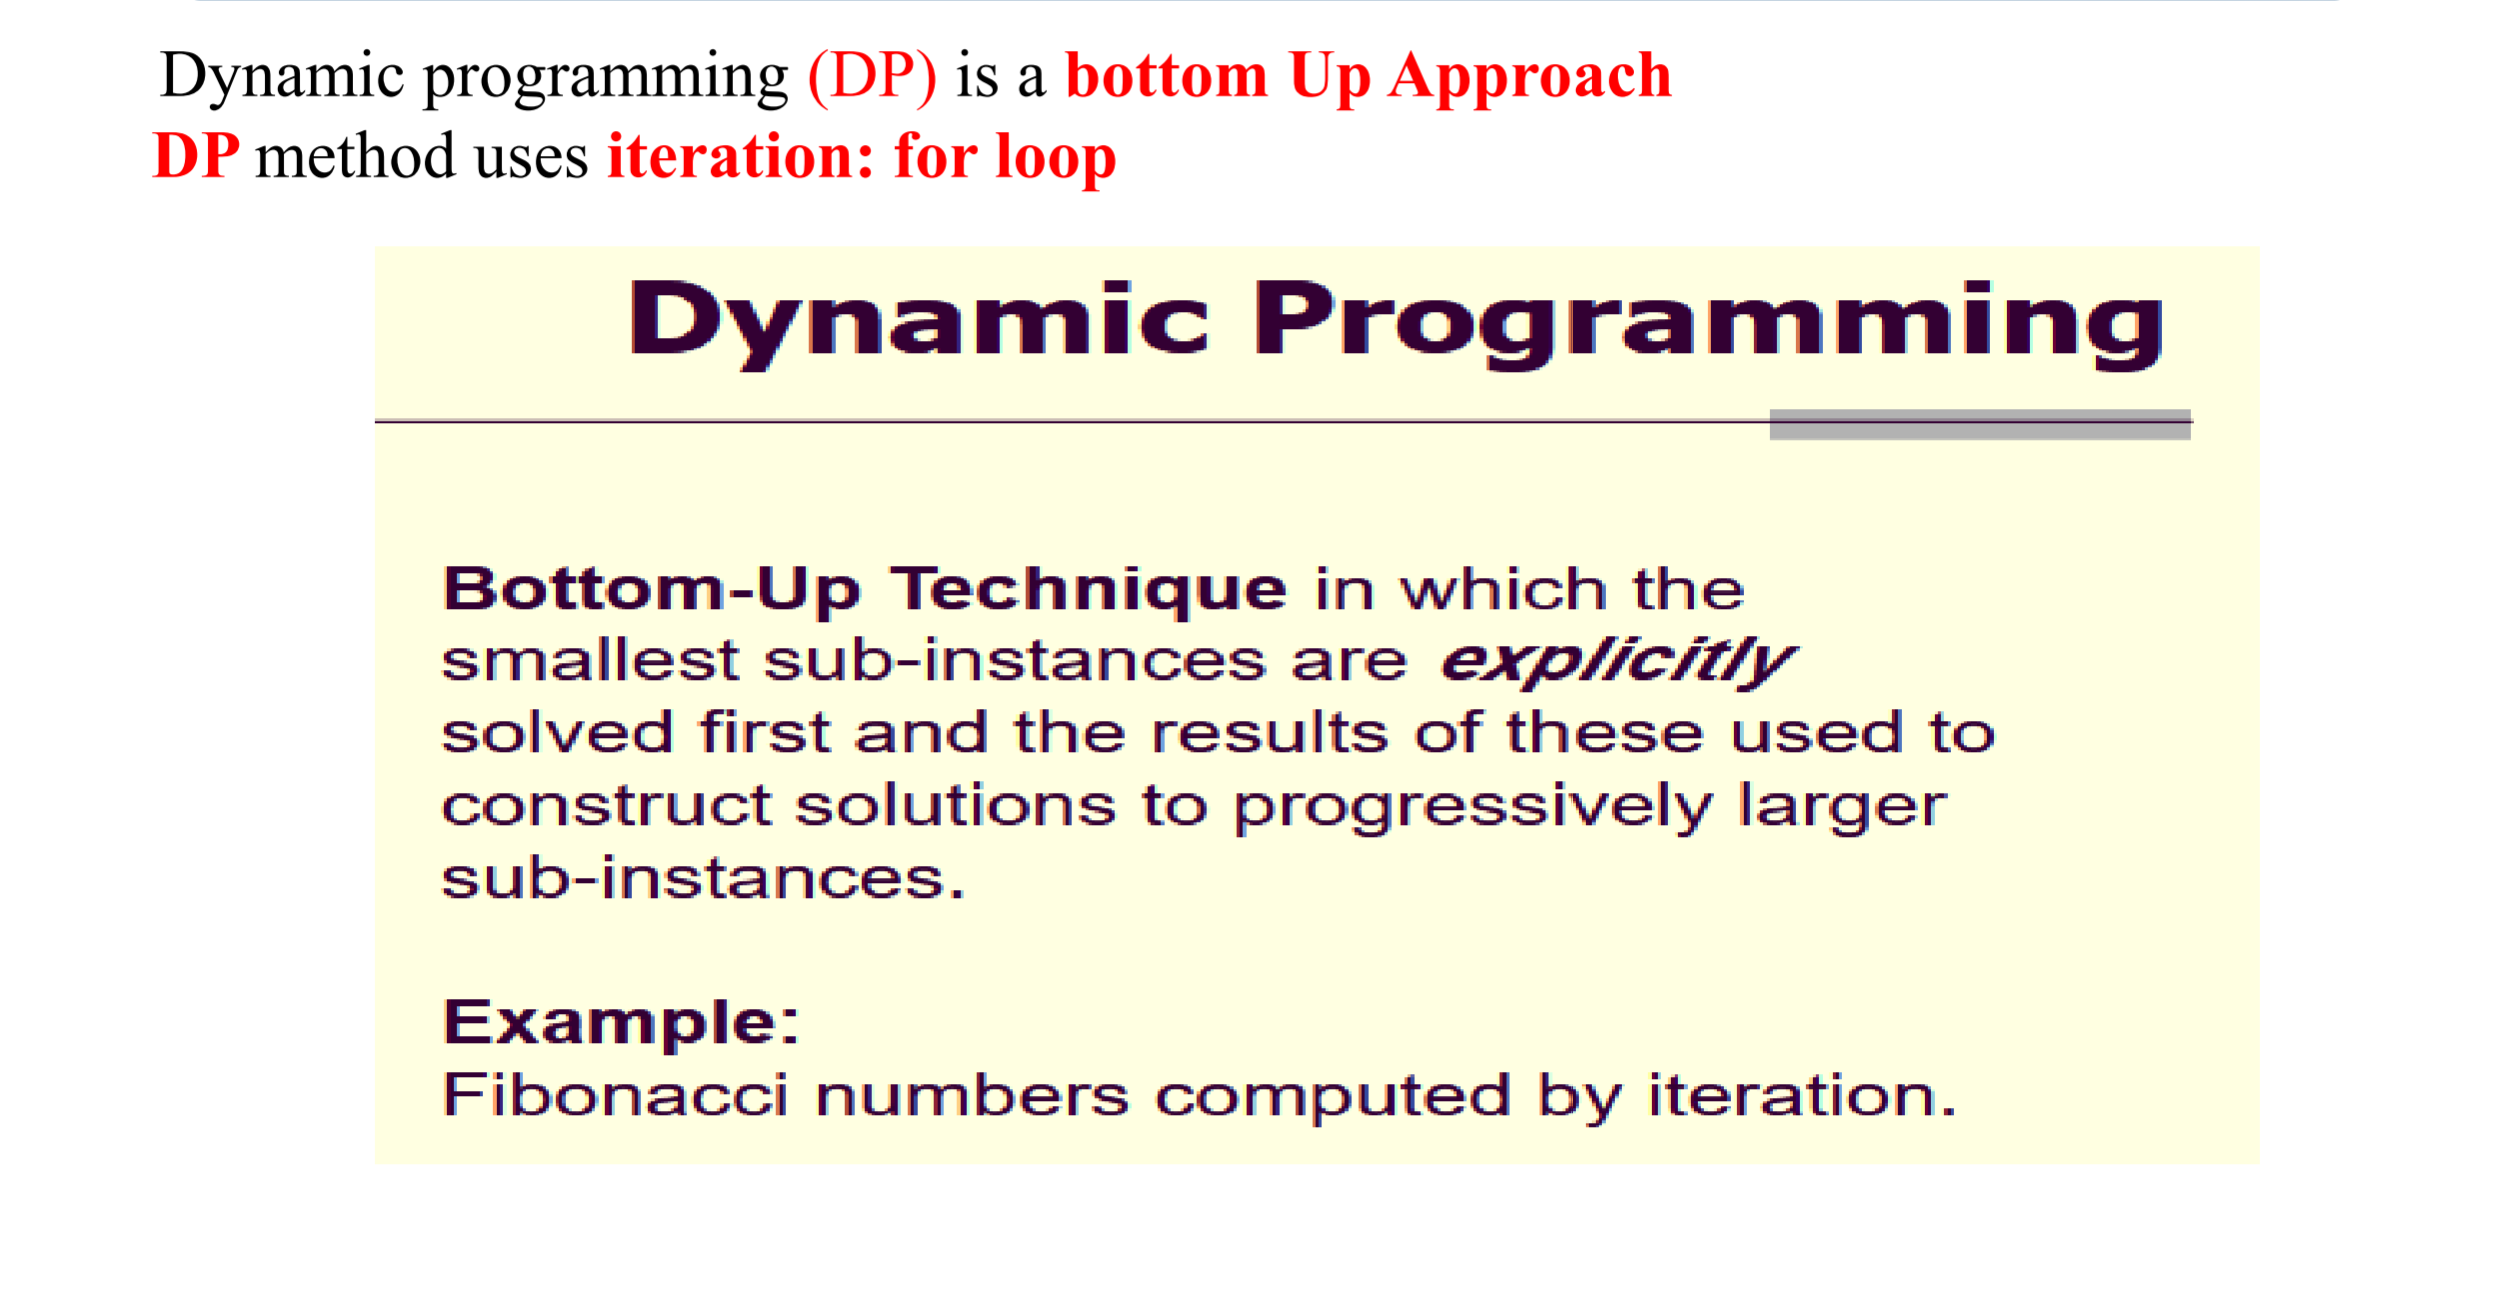 Dynamic programming (DP) is a bottom Up Approach
DP method uses iteration: for loop
Dynamic Programming
Bottom-Up Technique in which the
smallest sub-instances are explicitly
solved first and the results of these used to
construct solutions to progressively larger
sub-instances.
Example:
Fibonacci numbers computed by iteration.